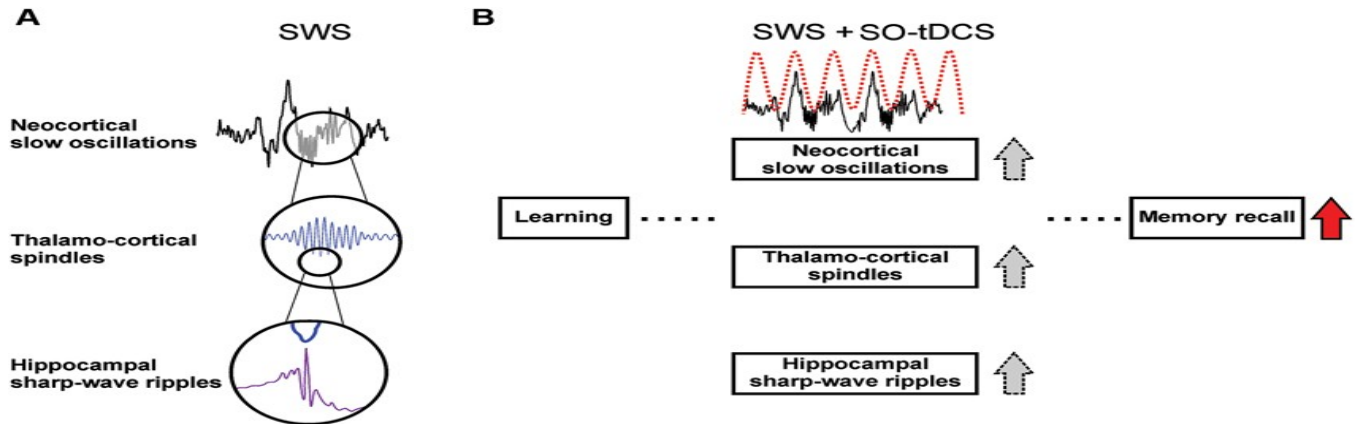 A
SWS
Neocortical
slow oscillations
Thalamo-cortical
spindles
Hippocampal
sharp-wave ripples
B
SWS + SO-tDCS
Neocortical
slow oscillations
Learning
Memory recall
Thalamo-cortical
spindles
Hippocampal
sharp-wave ripples